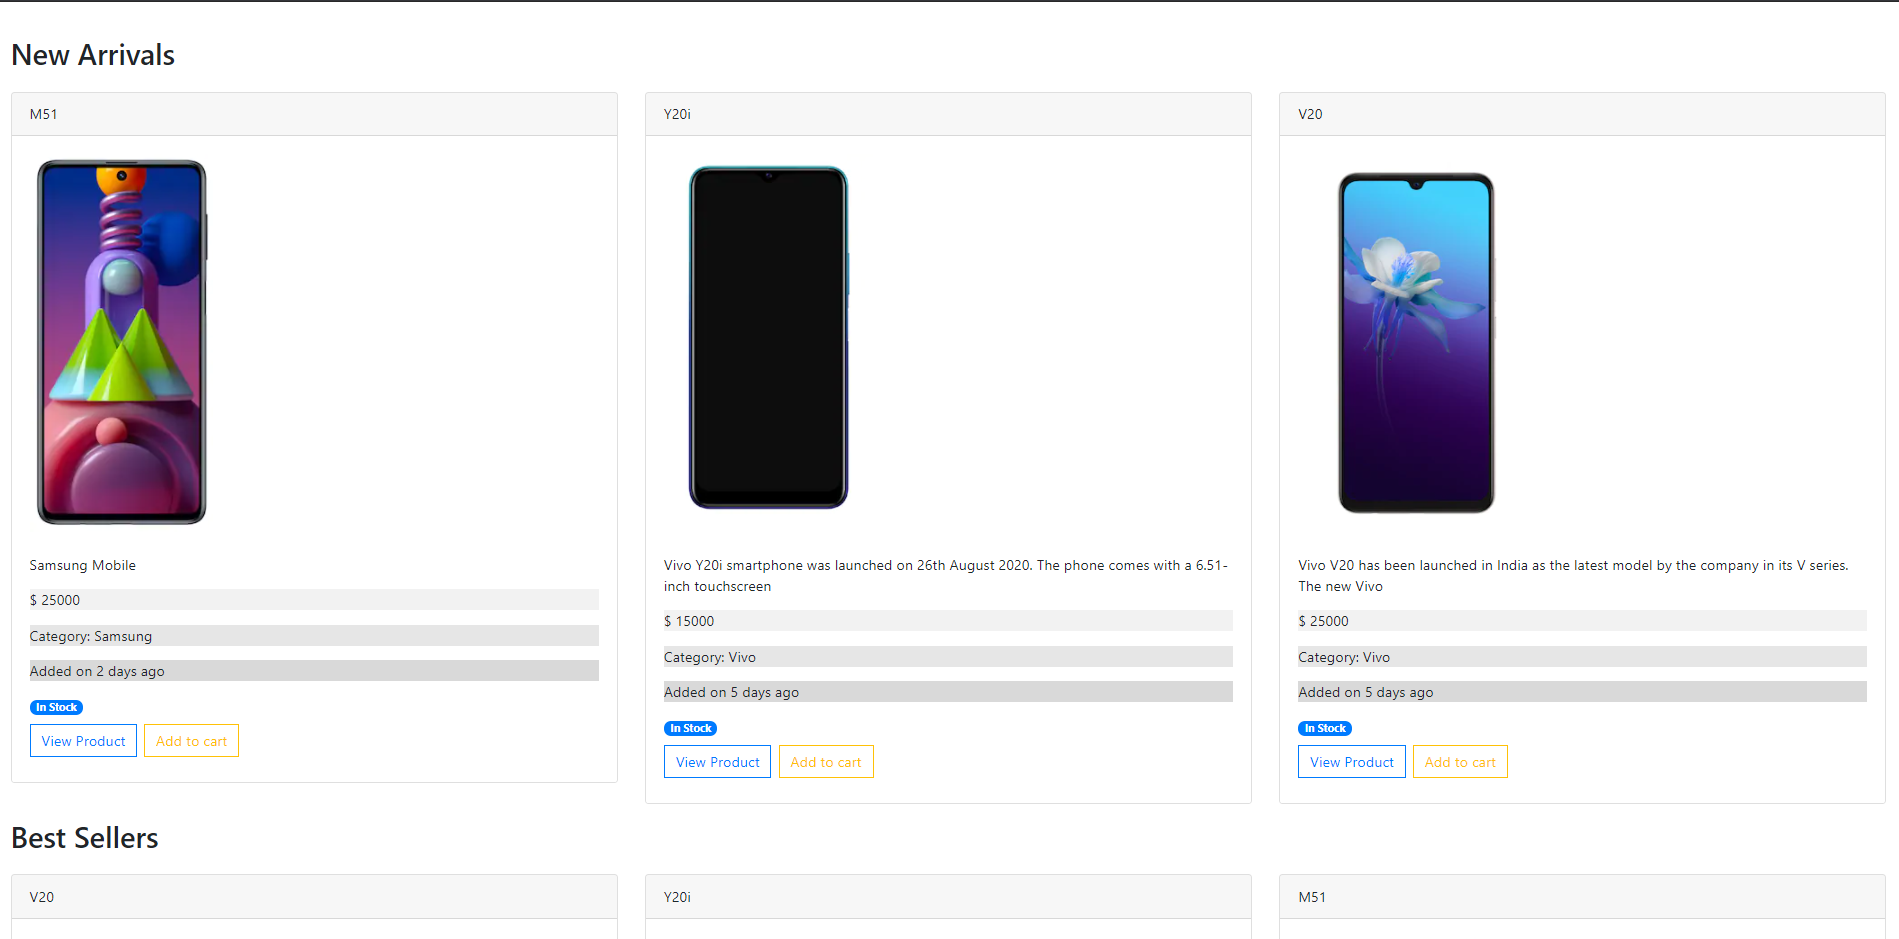 New Arrivals
M51
Samsung Mobile
$ 25000
Category: Samsung
Added on 2 days ago
In Stock
View Product Add to cart
Y20i
Vivo Y20i smartphone was launched on 26th August 2020. The phone comes with a 6.51-
inch touchscreen
$ 15000
Category: Vivo
Added on 5 days ago
In Stock
View Product Add to cart
V20
Vivo V20 has been launched in India as the latest model by the company in its V series.
The new Vivo
$ 25000
Category: Vivo
Added on 5 days ago
In Stock
View Product Add to cart
Best Sellers
V20
Y20i
M51